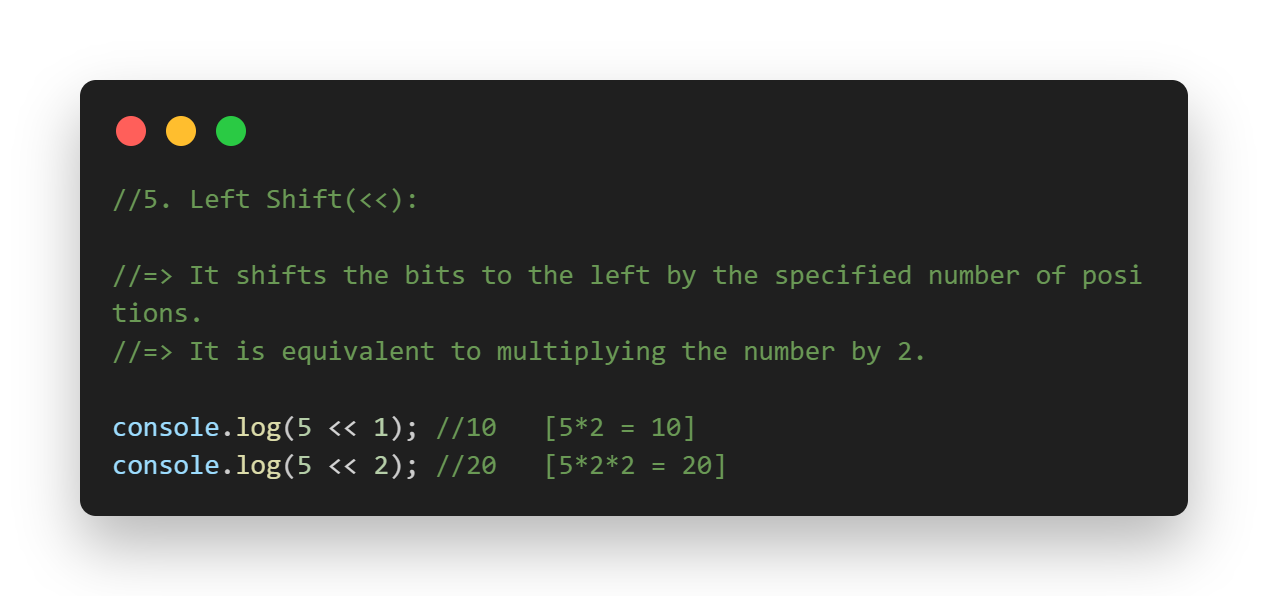 //5. Left Shift(<<):
//=> It shifts the bits to the left by the specified number of posi
tions.
//=> It is equivalent to multiplying the number by 2.
console.log(5 << 1); //10   [5*2 = 10]
console.log(5 << 2); //20   [5*2*2 = 20]